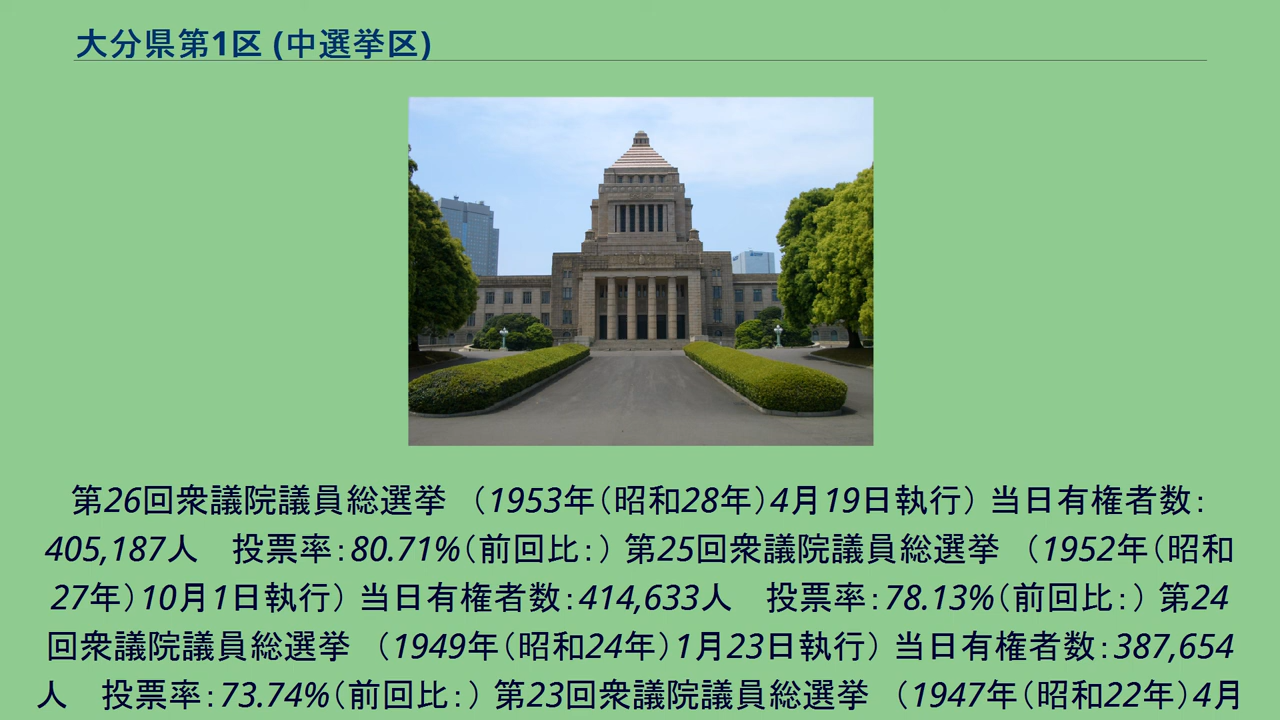 大分県第1区 (中選挙区)
第26回衆議院議員総選挙　（1953年（昭和28年）4月19日執行） 当日有権者数：
405,187人　投票率：80.71%（前回比：） 第25回衆議院議員総選挙　（1952年（昭和
27年）10月1日執行） 当日有権者数：414,633人　投票率：78.13%（前回比：） 第24
回衆議院議員総選挙　（1949年（昭和24年）1月23日執行） 当日有権者数：387,654
人　投票率：73.74%（前回比：） 第23回衆議院議員総選挙　（1947年（昭和22年）4月